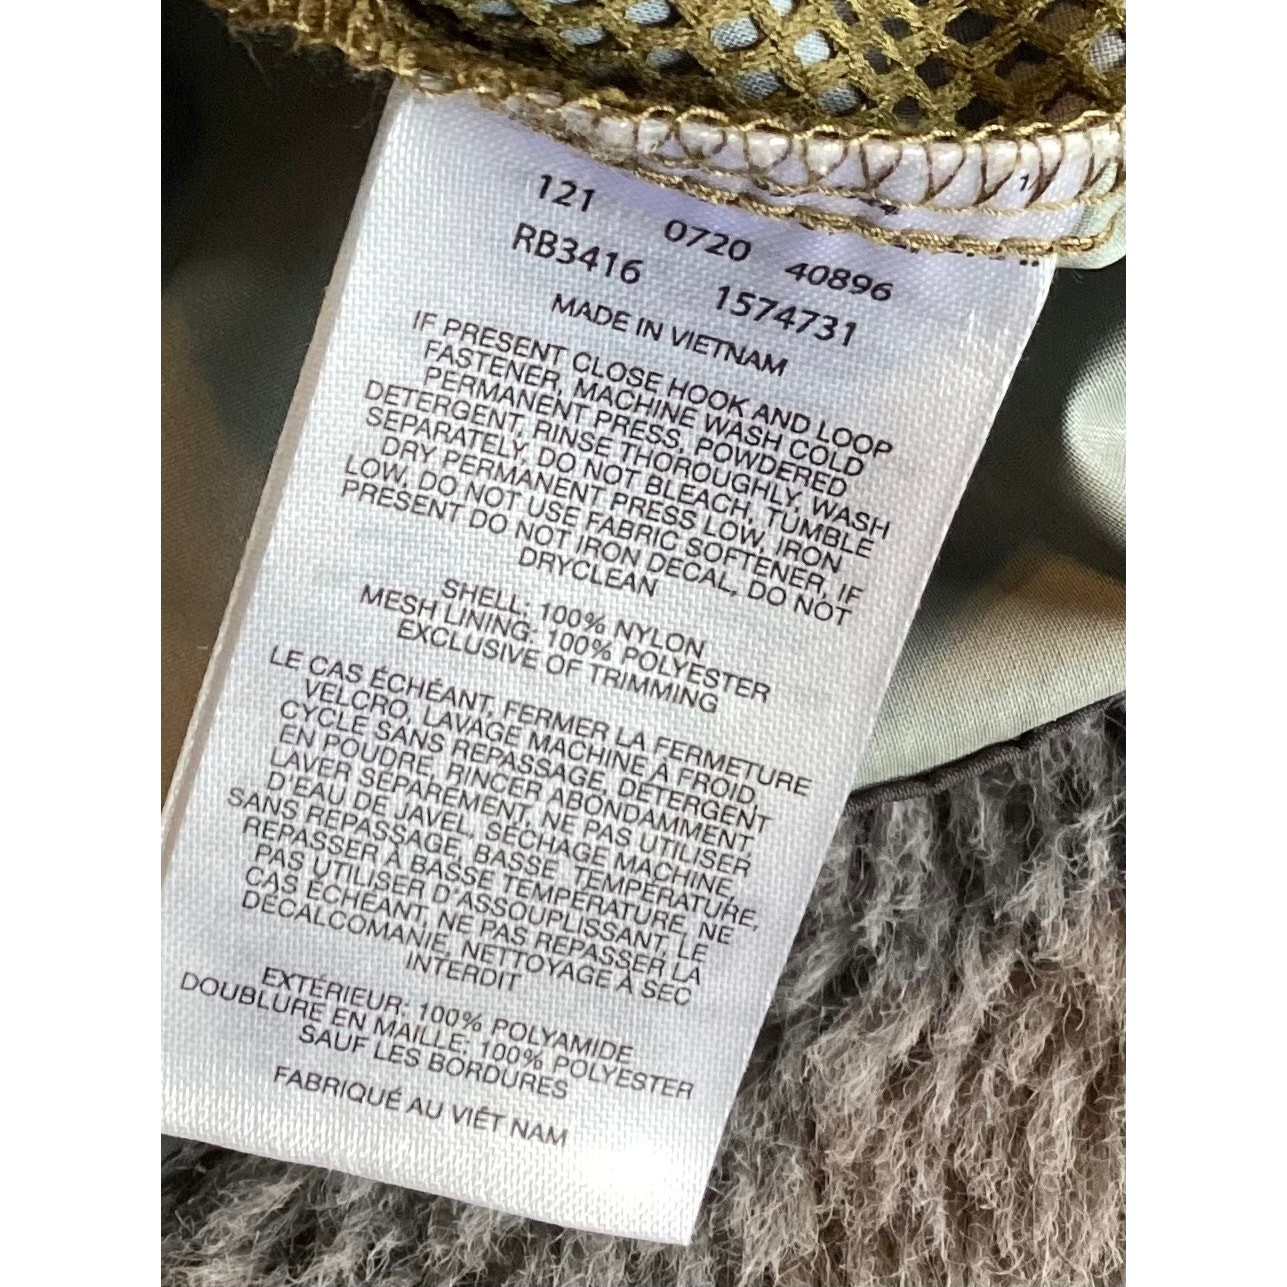 121 0720 40896
RB3416 1574731
MADE IN VIETNAM
IF PRESENT CLOSE HOOK AND LOOP
FASTENER, MACHINE WASH COLD
PERMANENT PRESS, POWDERED
DETERGENT, RINSE THOROUGHLY, WASH
SEPARATELY, DO NOT BLEACH, TUMBLE
DRY PERMANENT PRESS LOW, IRON
LOW, DO NOT USE FABRIC SOFTENER, IF
PRESENT DO NOT IRON DECAL, DO NOT
DRYCLEAN
SHELL: 100% NYLON
MESH LINING: 100% POLYESTER
EXCLUSIVE OF TRIMMING
LE CAS ÉCHÉANT, FERMER LA FERMETURE
VELCRO, LAVAGE MACHINE À FROID,
CYCLE SANS REPASSAGE, DÉTERGENT
EN POUDRE, RINCER ABONDAMMENT,
LAVER SÉPARÉMENT, NE PAS UTILISER
D'EAU DE JAVEL, SÉCHAGE MACHINE,
SANS REPASSAGE, BASSE TEMPÉRATURE,
REPASSER À BASSE TEMPÉRATURE, NE
PAS UTILISER D'ASSOUPLISSANT, LE
CAS ÉCHÉANT, NE PAS REPASSER LA
DÉCALCOMANIE, NETTOYAGE À SEC
INTERDIT
EXTÉRIEUR: 100% POLYAMIDE
DOUBLURE EN MAILLE: 100% POLYESTER
SAUF LES BORDURES
FABRIQUÉ AU VIÊT NAM